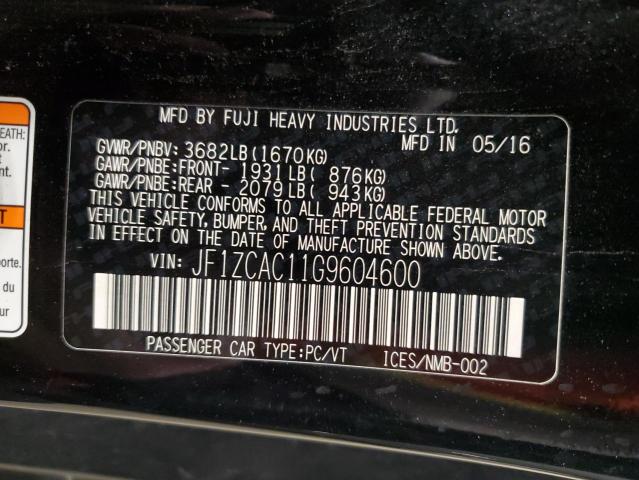 MFD BY FUJI HEAVY INDUSTRIES LTD.
MFD IN 05/16
GVWR/PNBV: 3682LB(1670KG)
GAWR/PNBE:FRONT- 1931LB( 876KG)
GAWR/PNBE:REAR - 2079LB( 943KG)
THIS VEHICLE CONFORMS TO ALL APPLICABLE FEDERAL MOTOR
VEHICLE SAFETY, BUMPER, AND THEFT PREVENTION STANDARDS
IN EFFECT ON THE DATE OF MANUFACTURE SHOWN ABOVE.
VIN: JF1ZCAC11G9604600
PASSENGER CAR TYPE:PC/VT ICES/NMB-002
EATH:
T
porte.
d
ur